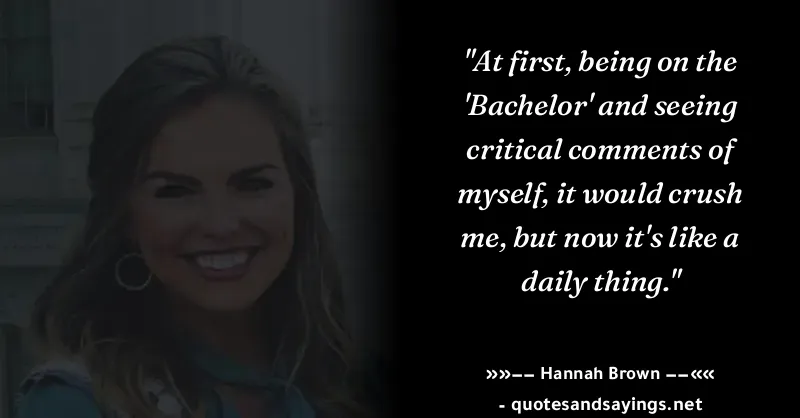 "At first, being on the
'Bachelor' and seeing
critical comments of
myself, it would crush
me, but now it's like a
daily thing."
»»−− Hannah Brown −−««
- quotesandsayings.net